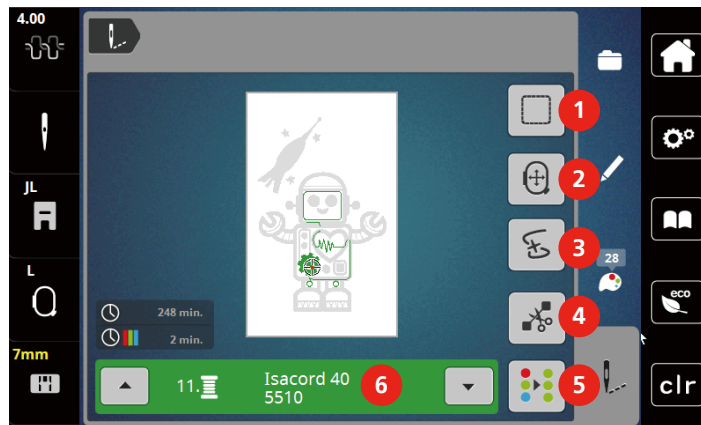 4.00
JL
L
7mm
248 min.
2 min.
11.
Isacord 40
5510
1
2
3
4
5
6
28
eco
clr